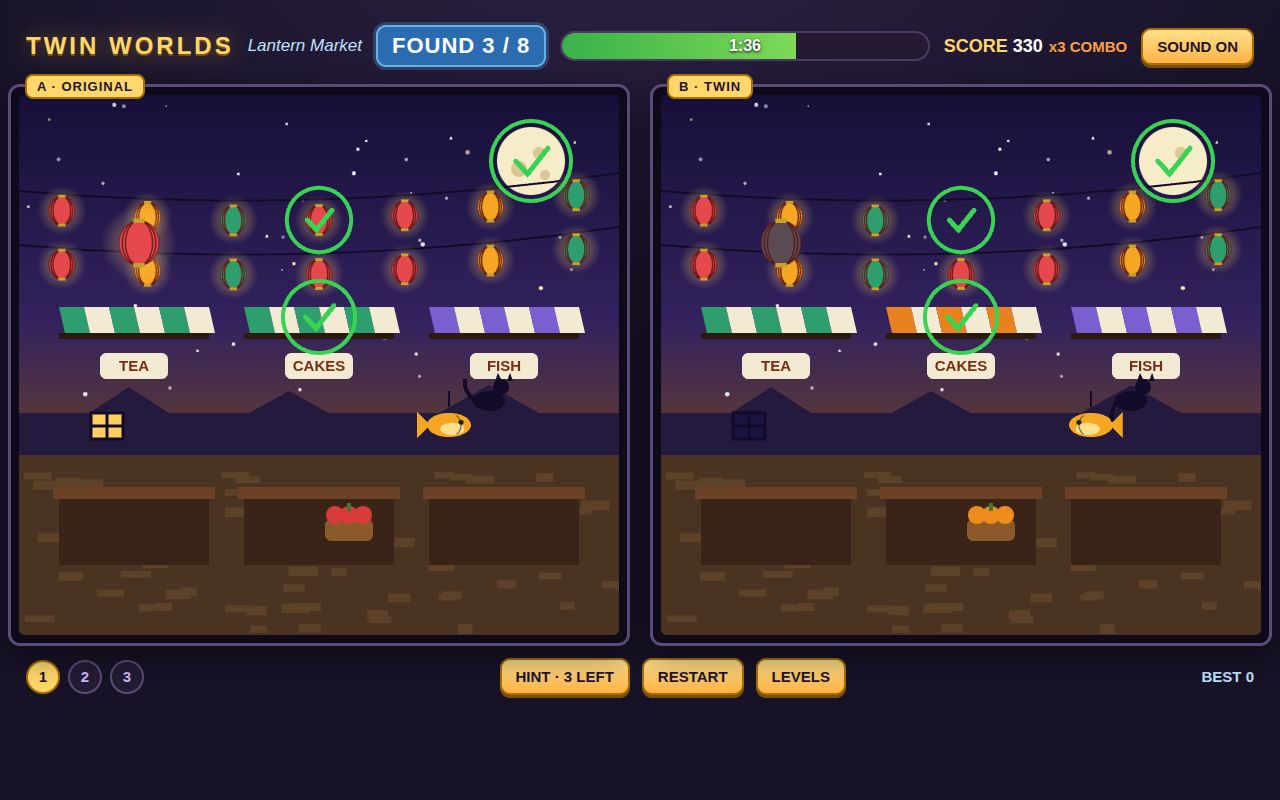 TWIN WORLDS Lantern Market FOUND 3 / 8 1:36 SCORE 330 x3 COMBO SOUND ON
A · ORIGINAL
B · TWIN
TEA CAKES FISH
TEA CAKES FISH
1 2 3 HINT · 3 LEFT RESTART LEVELS BEST 0